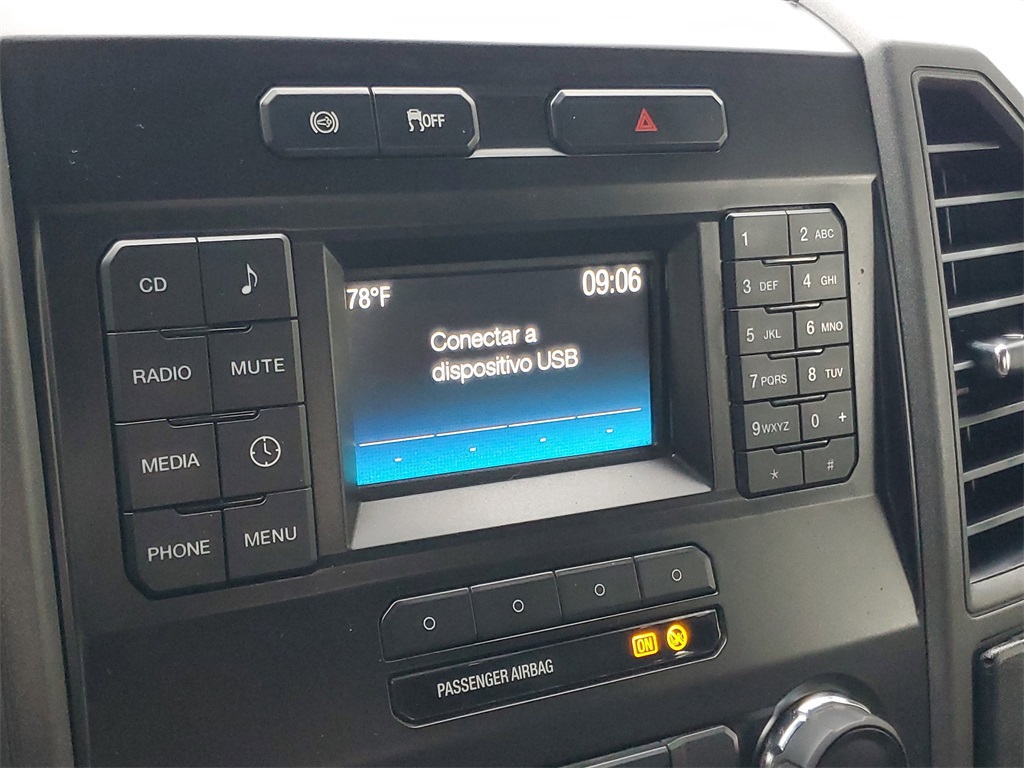 OFF
CD
RADIO
MUTE
MEDIA
PHONE
MENU
78°F
09:06
Conectar a
dispositivo USB
1
2 ABC
3 DEF
4 GHI
5 JKL
6 MNO
7 PQRS
8 TUV
9 WXYZ
0 +
*
#
PASSENGER AIRBAG
ON